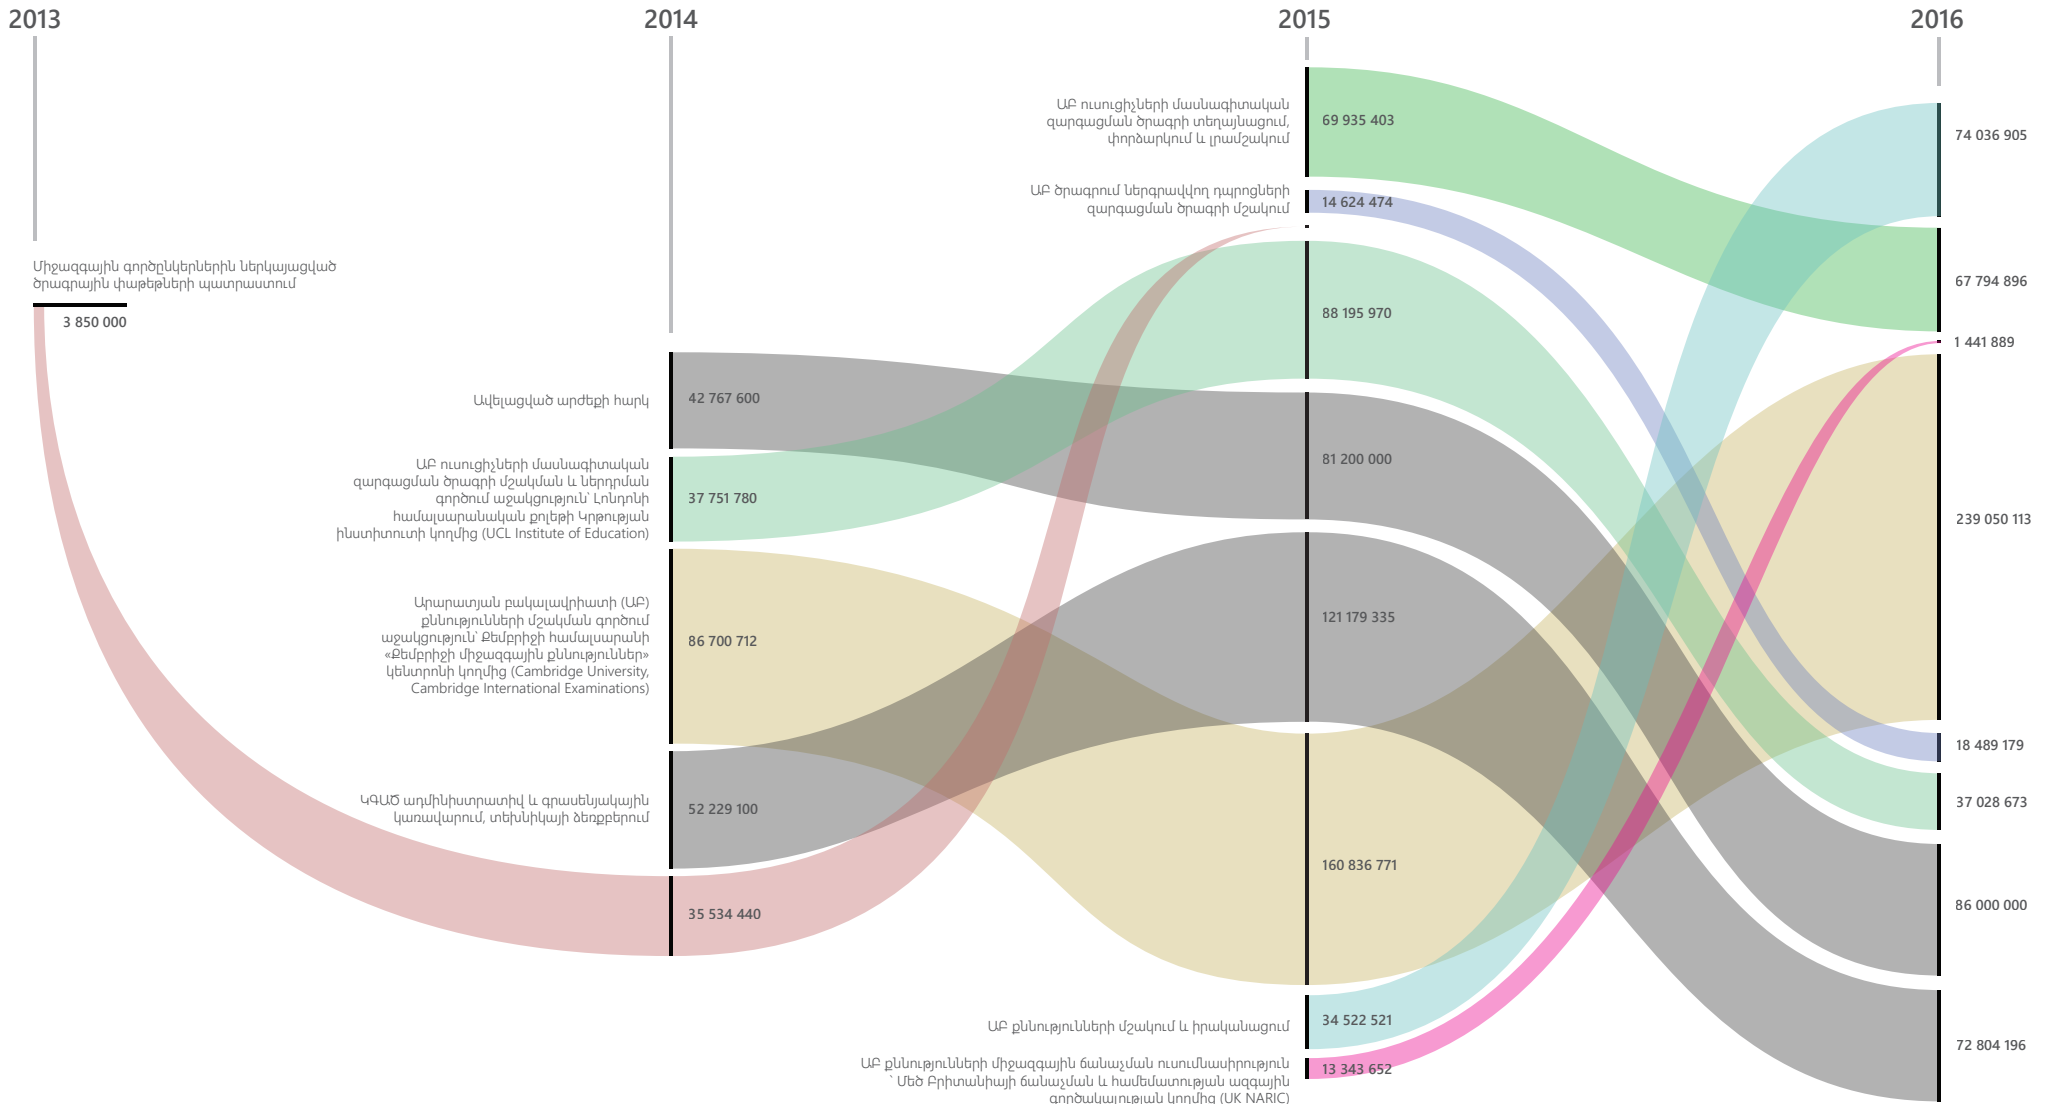 2013
2014
2015
2016
Միջազգային գործընկերներին ներկայացված
ծրագրային փաթեթների պատրաստում
3 850 000
Ավելացված արժեքի հարկ
42 767 600
ԱԲ ուսուցիչների մասնագիտական
զարգացման ծրագրի մշակման և ներդրման
գործում աջակցություն՝ Լոնդոնի
համալսարանական քոլեթի Կրթության
ինստիտուտի կողմից (UCL Institute of Education)
37 751 780
Արարատյան բակալավրիատի (ԱԲ)
քննությունների մշակման գործում
աջակցություն՝ Քեմբրիջի համալսարանի
«Քեմբրիջի միջազգային քննություններ»
կենտրոնի կողմից (Cambridge University,
Cambridge International Examinations)
86 700 712
ԿԳԱԾ ադմինիստրատիվ և գրասենյակային
կառավարում, տեխնիկայի ձեռքբերում
52 229 100
35 534 440
ԱԲ ուսուցիչների մասնագիտական
զարգացման ծրագրի տեղայնացում,
փորձարկում և լրամշակում
69 935 403
ԱԲ ծրագրում ներգրավվող դպրոցների
զարգացման ծրագրի մշակում
14 624 474
88 195 970
81 200 000
121 179 335
160 836 771
ԱԲ քննությունների մշակում և իրականացում
34 522 521
ԱԲ քննությունների միջազգային ճանաչման ուսումնասիրություն
՝ Մեծ Բրիտանիայի ճանաչման և համեմատության ազգային
գործակալության կողմից (UK NARIC)
13 343 652
74 036 905
67 794 896
1 441 889
239 050 113
18 489 179
37 028 673
86 000 000
72 804 196